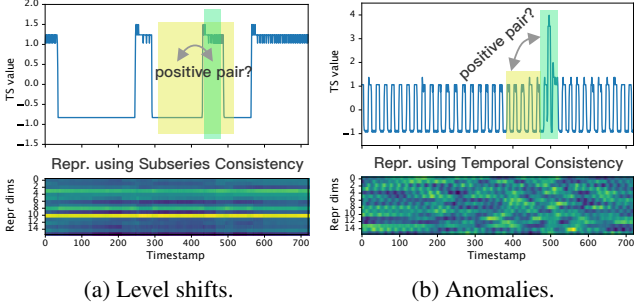 2.0
1.5
1.0
0.5
0.0
−0.5
−1.0
−1.5
TS value
positive pair?
Repr. using Subseries Consistency
0
2
4
6
8
10
12
14
Repr dims
0 100 200 300 400 500 600 700
Timestamp
(a) Level shifts.
4
3
2
1
0
−1
TS value
positive pair?
Repr. using Temporal Consistency
0
2
4
6
8
10
12
14
Repr dims
0 100 200 300 400 500 600 700
Timestamp
(b) Anomalies.